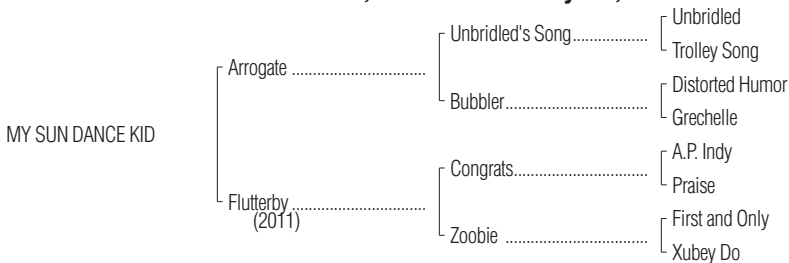 Unbridled
Unbridled's Song.................
Trolley Song
Arrogate ................................
Distorted Humor
Bubbler..................................
Grechelle
MY SUN DANCE KID
A.P. Indy
Congrats................................
Praise
Flutterby ................................
(2011)
First and Only
Zoobie ..................................
Xubey Do